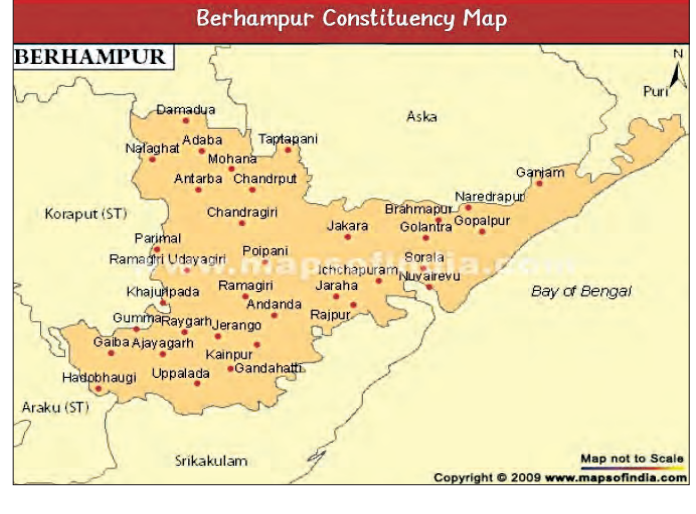 Berhampur Constituency Map
BERHAMPUR
N
Puri
Damadua
Aska
Adaba
Taptapani
Nalaghat
Mohana
Ganjam
Antarba
Chandrput
Naredrapur
Koraput (ST)
Chandragiri
Brahmapur
Gopalpur
Jakara
Golantra
Parimal
Poipani
Ramagiri Udayagiri
Sorala
www.mapsofindia.com
Ichchapuram
Nuvairevu
Khajuripada
Ramagiri
Jaraha
Bay of Bengal
Andanda
Rajpur
Gumma
Raygarh
Jerango
Gaiba
Ajayagarh
Kainpur
Hadobhaugi
Uppalada
Gandahatti
Araku (ST)
Srikakulam
Map not to Scale
Copyright © 2009 www.mapsofindia.com